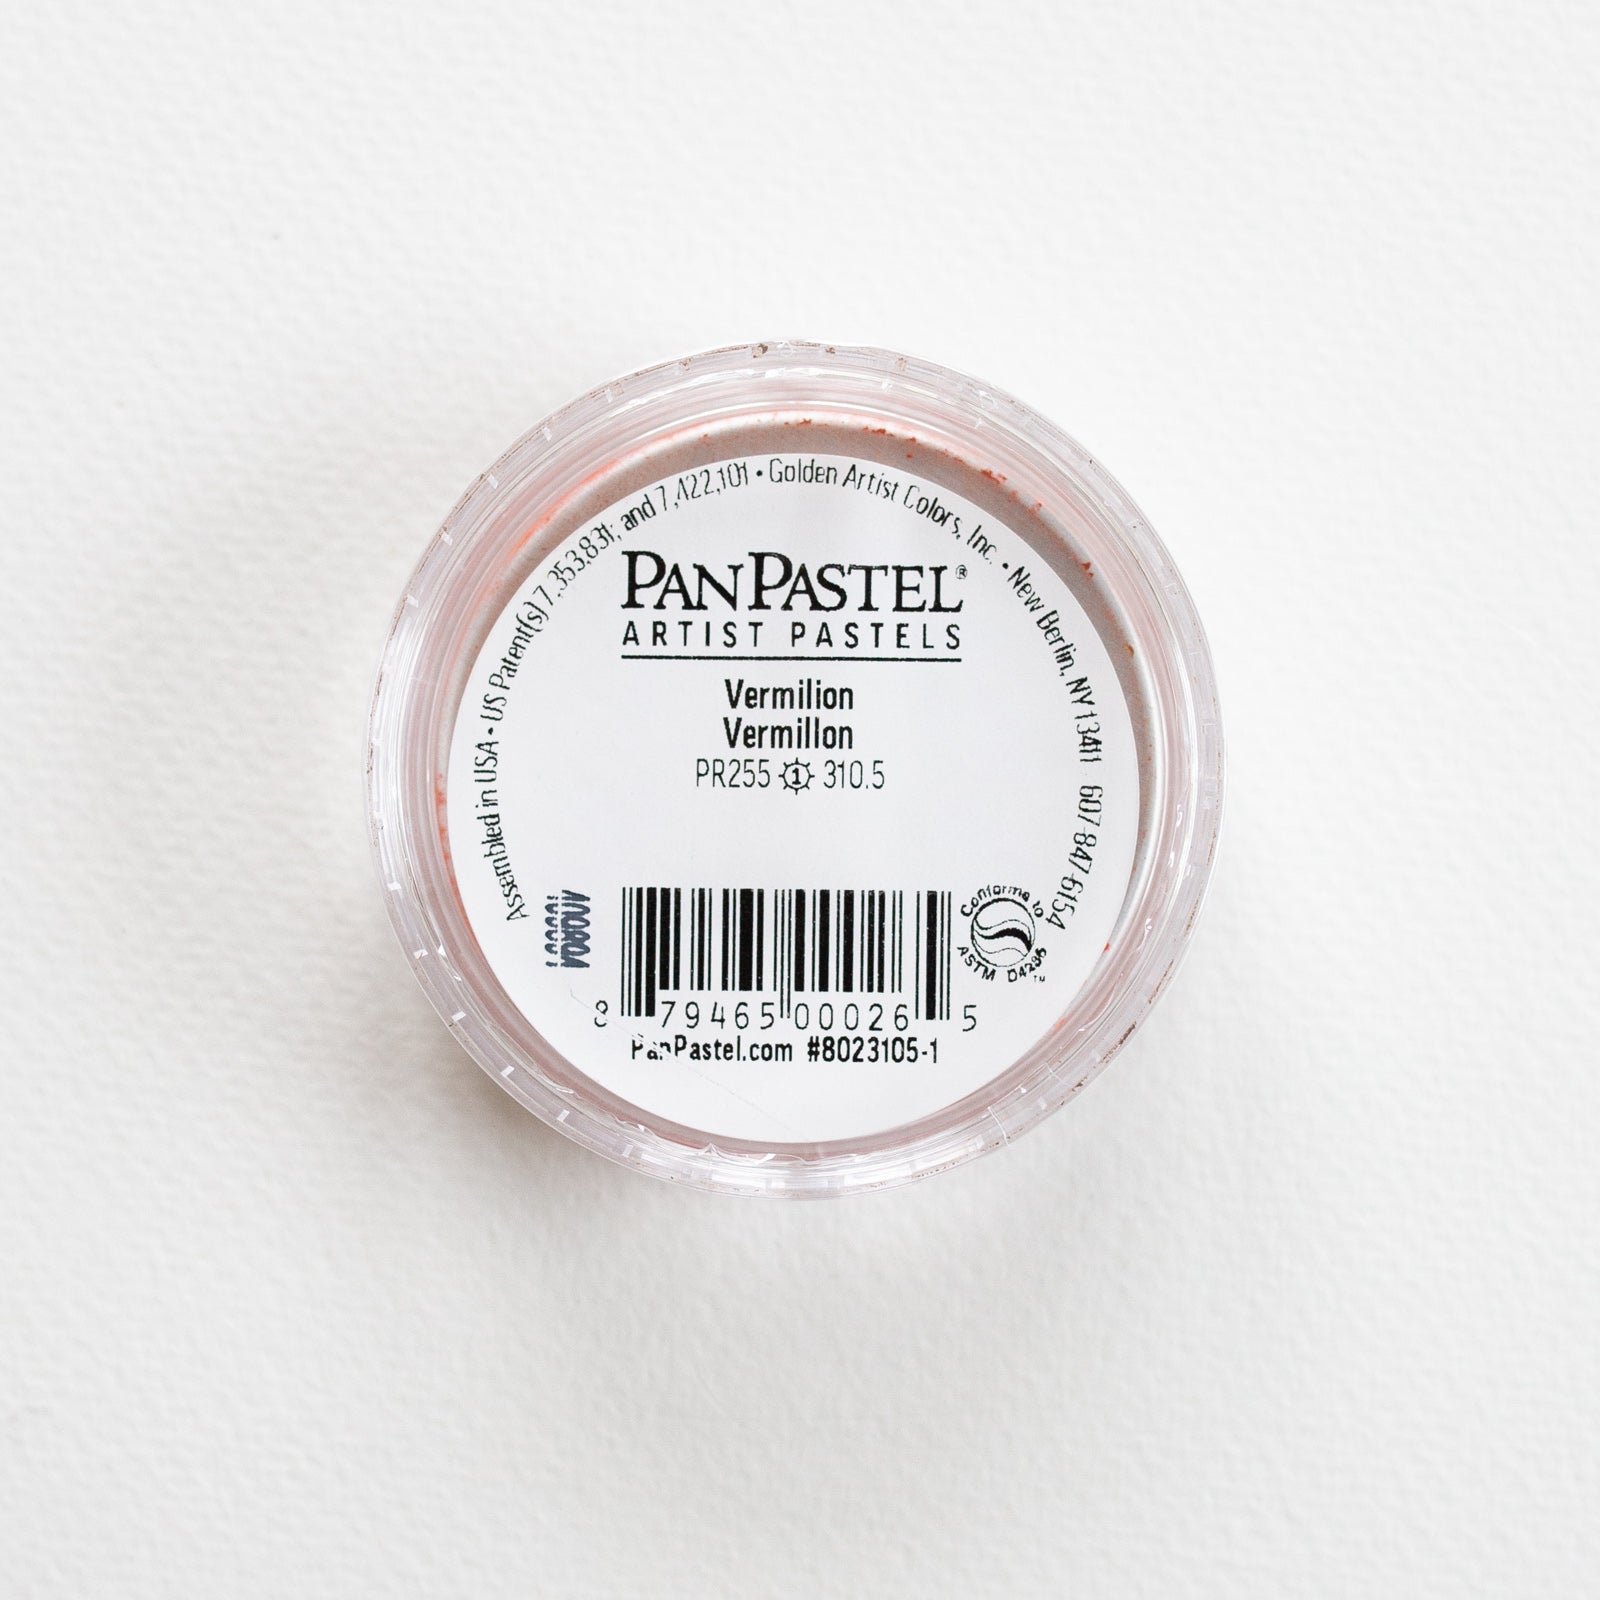 Assembled in USA • US Patent(s) 7,353,831; and 7,422,101 • Golden Artist Colors, Inc. • New Berlin, NY 13411 607-847-6154
PANPASTEL®
ARTIST PASTELS
Vermilion
Vermillon
PR255 1 310.5
Conforms to
ASTM D4236
TM
8 79465 00026 5
PanPastel.com #8023105-1